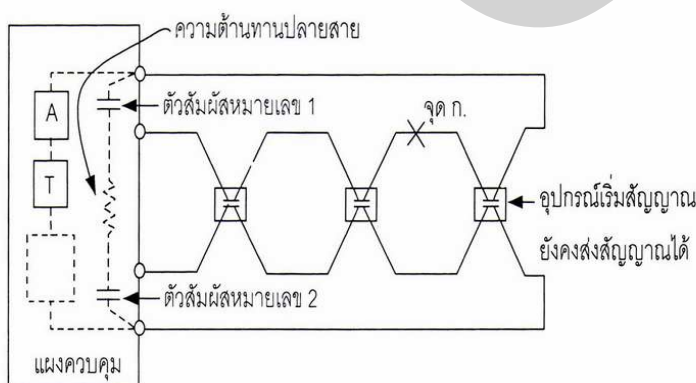 ความต้านทานปลายสาย
A
ตัวสัมผัสหมายเลข 1
จุด ก.
T
อุปกรณ์เริ่มสัญญาณ
ยังคงส่งสัญญาณได้
ตัวสัมผัสหมายเลข 2
แผงควบคุม